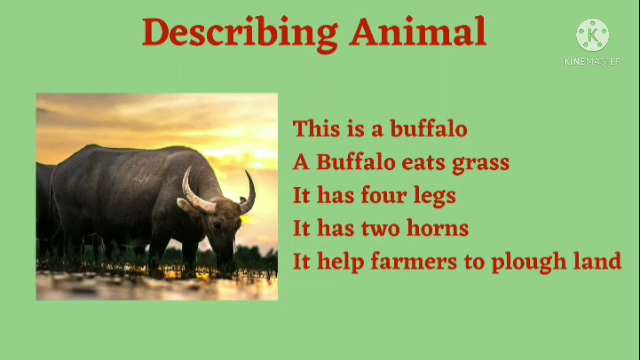 Describing Animal
K
KINEMASTER
This is a buffalo
A Buffalo eats grass
It has four legs
It has two horns
It help farmers to plough land